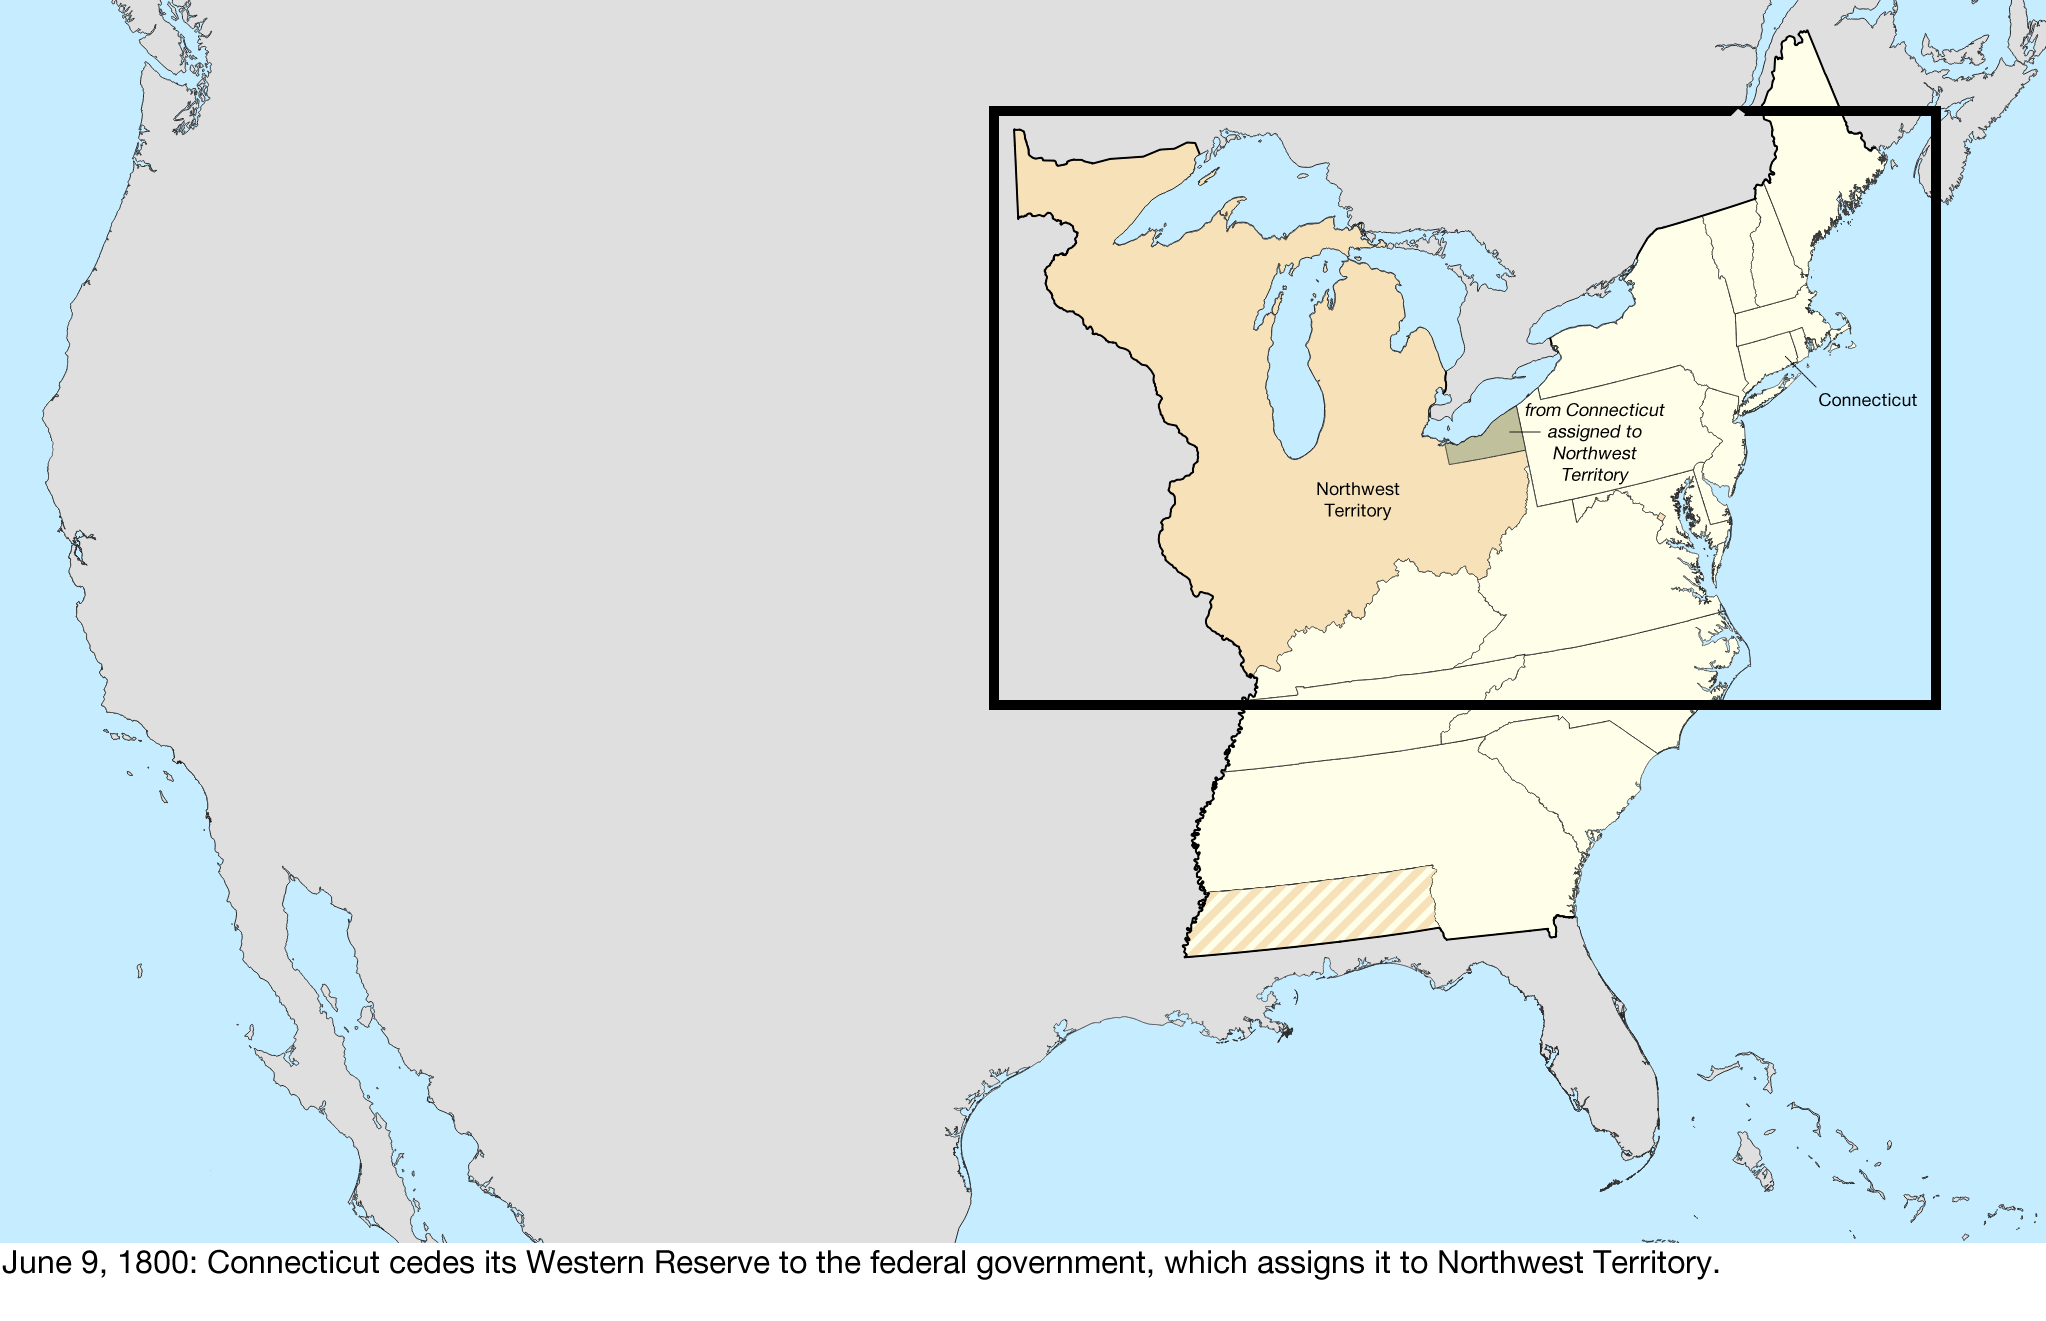 Connecticut
from Connecticut
assigned to
Northwest
Territory
Northwest
Territory
June 9, 1800: Connecticut cedes its Western Reserve to the federal government, which assigns it to Northwest Territory.